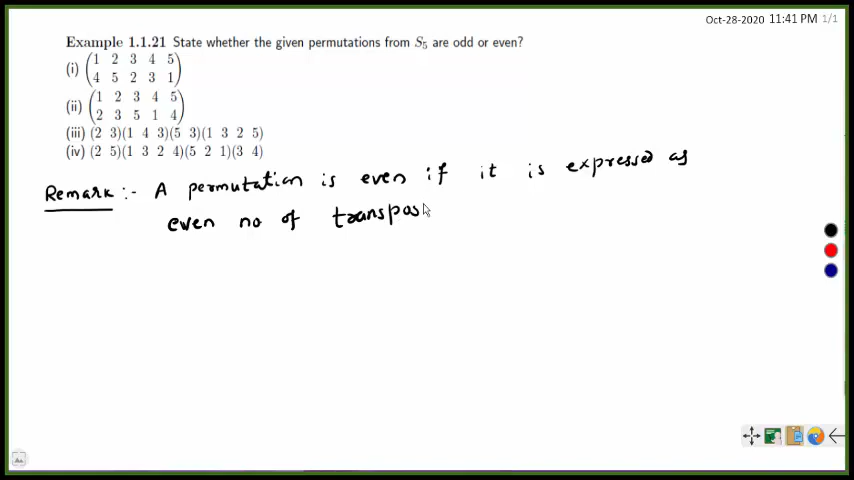 Oct-28-2020 11:41 PM 1/1
Example 1.1.21 State whether the given permutations from S₅ are odd or even?
(i) (1 2 3 4 5
4 5 2 3 1)
(ii) (1 2 3 4 5
2 3 5 1 4)
(iii) (2 3)(1 4 3)(5 3)(1 3 2 5)
(iv) (2 5)(1 3 2 4)(5 2 1)(3 4)
Remark :- A permutation is even if it is expressed as
even no of transpos